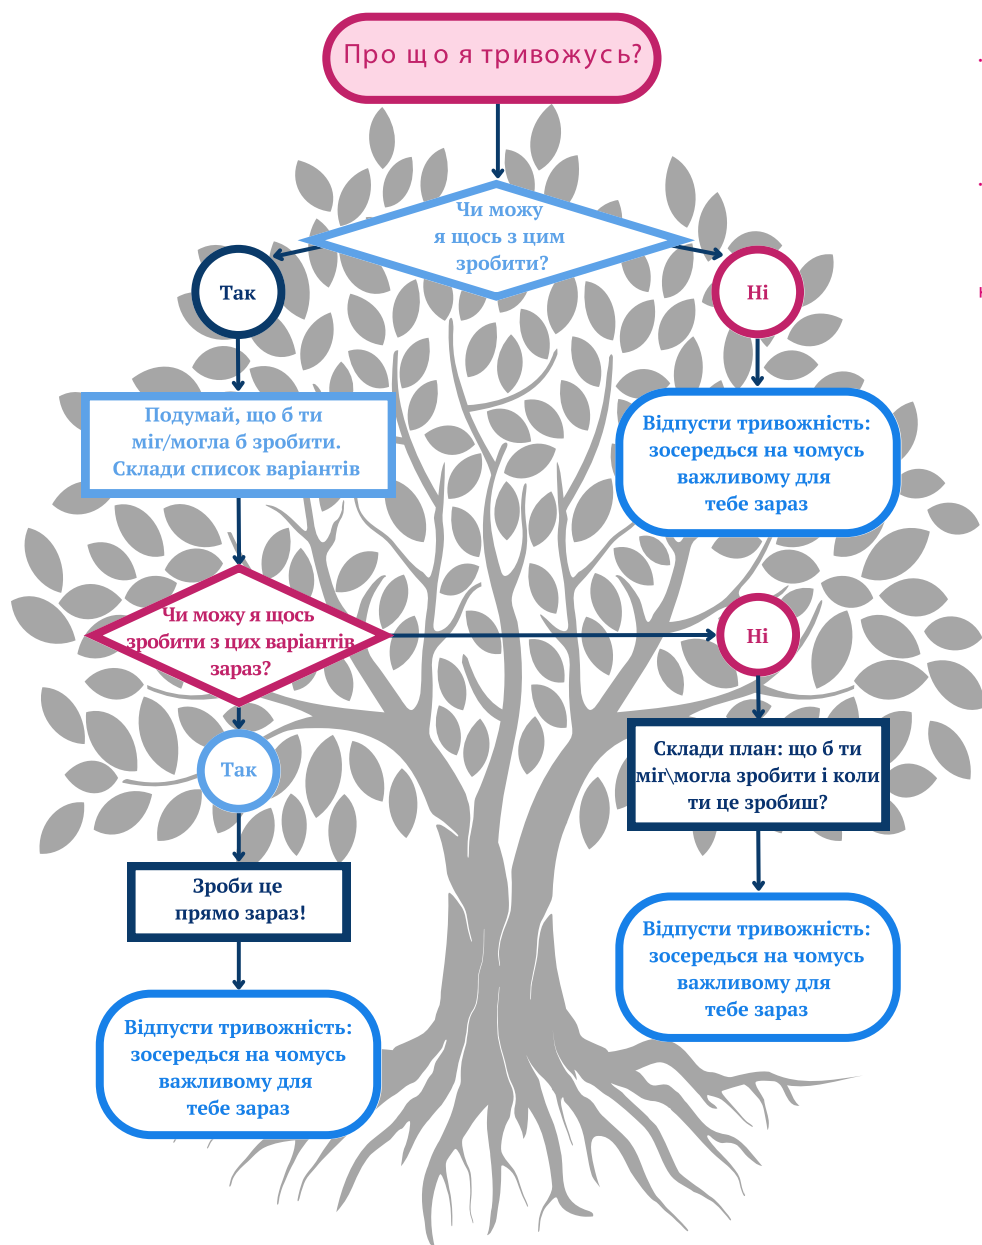 Про що я тривожусь?
Чи можу
я щось з цим
зробити?
Так
Ні
Подумай, що б ти
міг/могла б зробити.
Склади список варіантів
Відпусти тривожність:
зосередься на чомусь
важливому для
тебе зараз
Чи можу я щось
зробити з цих варіантів
зараз?
Ні
Так
Склади план: що б ти
міг\могла зробити і коли
ти це зробиш?
Зроби це
прямо зараз!
Відпусти тривожність:
зосередься на чомусь
важливому для
тебе зараз
Відпусти тривожність:
зосередься на чомусь
важливому для
тебе зараз